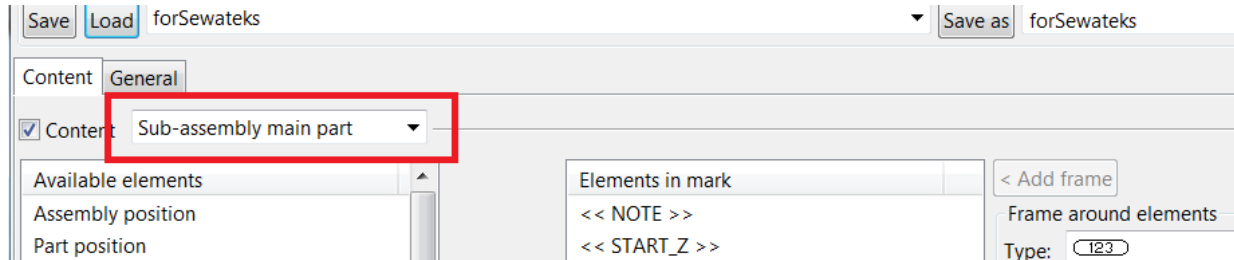 Save Load forSewateks Save as forSewateks
Content General
Content Sub-assembly main part
Available elements Elements in mark < Add frame
Assembly position << NOTE >> Frame around elements
Part position << START_Z >> Type: 123